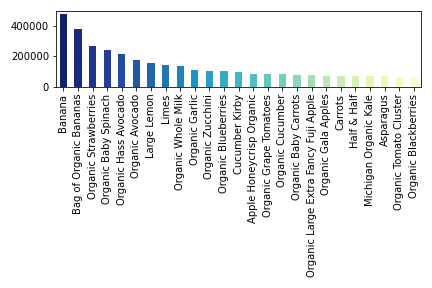 400000
200000
0
Banana
Bag of Organic Bananas
Organic Strawberries
Organic Baby Spinach
Organic Hass Avocado
Organic Avocado
Large Lemon
Limes
Organic Whole Milk
Organic Garlic
Organic Zucchini
Organic Blueberries
Cucumber Kirby
Apple Honeycrisp Organic
Organic Grape Tomatoes
Organic Cucumber
Organic Baby Carrots
Organic Large Extra Fancy Fuji Apple
Organic Gala Apples
Carrots
Half & Half
Michigan Organic Kale
Asparagus
Organic Tomato Cluster
Organic Blackberries